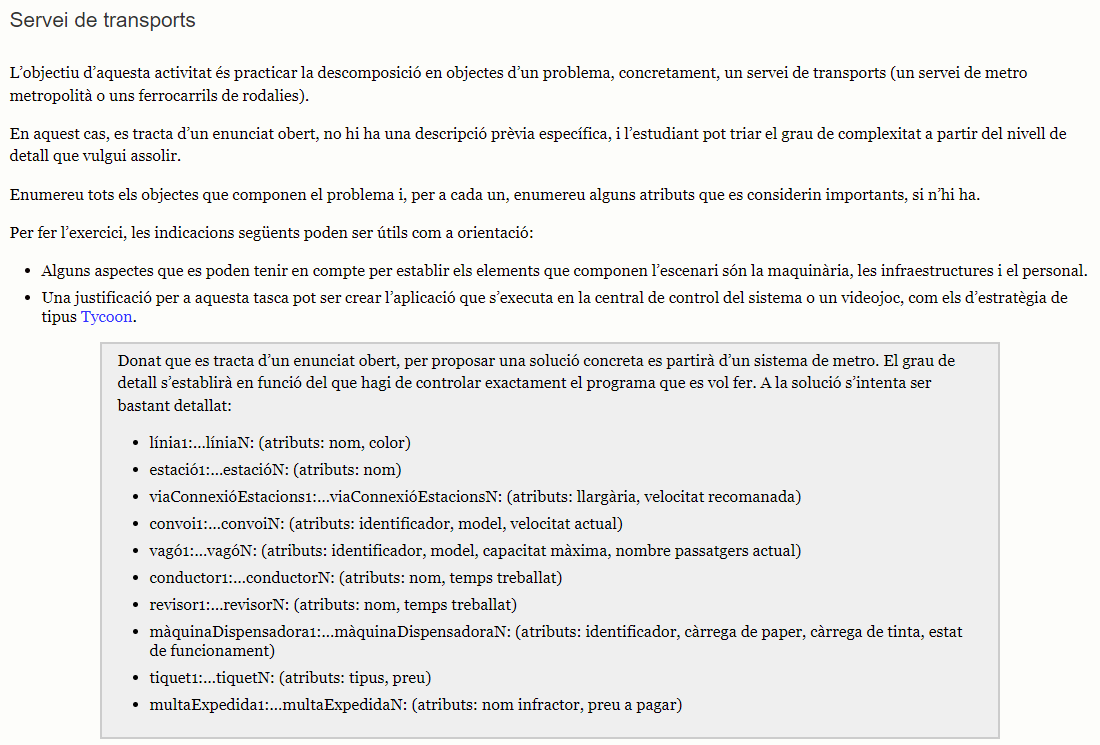 Servei de transports
L’objectiu d’aquesta activitat és practicar la descomposició en objectes d’un problema, concretament, un servei de transports (un servei de metro
metropolità o uns ferrocarrils de rodalies).
En aquest cas, es tracta d’un enunciat obert, no hi ha una descripció prèvia específica, i l’estudiant pot triar el grau de complexitat a partir del nivell de
detall que vulgui assolir.
Enumereu tots els objectes que componen el problema i, per a cada un, enumereu alguns atributs que es considerin importants, si n’hi ha.
Per fer l’exercici, les indicacions següents poden ser útils com a orientació:
• Alguns aspectes que es poden tenir en compte per establir els elements que componen l’escenari són la maquinària, les infraestructures i el personal.
• Una justificació per a aquesta tasca pot ser crear l’aplicació que s’executa en la central de control del sistema o un videojoc, com els d’estratègia de
tipus Tycoon.
Donat que es tracta d’un enunciat obert, per proposar una solució concreta es partirà d’un sistema de metro. El grau de
detall s’establirà en funció del que hagi de controlar exactament el programa que es vol fer. A la solució s’intenta ser
bastant detallat:
• línia1:...líniaN: (atributs: nom, color)
• estació1:...estacióN: (atributs: nom)
• viaConnexióEstacions1:...viaConnexióEstacionsN: (atributs: llargària, velocitat recomanada)
• convoi1:...convoiN: (atributs: identificador, model, velocitat actual)
• vagó1:...vagóN: (atributs: identificador, model, capacitat màxima, nombre passatgers actual)
• conductor1:...conductorN: (atributs: nom, temps treballat)
• revisor1:...revisorN: (atributs: nom, temps treballat)
• màquinaDispensadora1:...màquinaDispensadoraN: (atributs: identificador, càrrega de paper, càrrega de tinta, estat
de funcionament)
• tiquet1:...tiquetN: (atributs: tipus, preu)
• multaExpedida1:...multaExpedidaN: (atributs: nom infractor, preu a pagar)